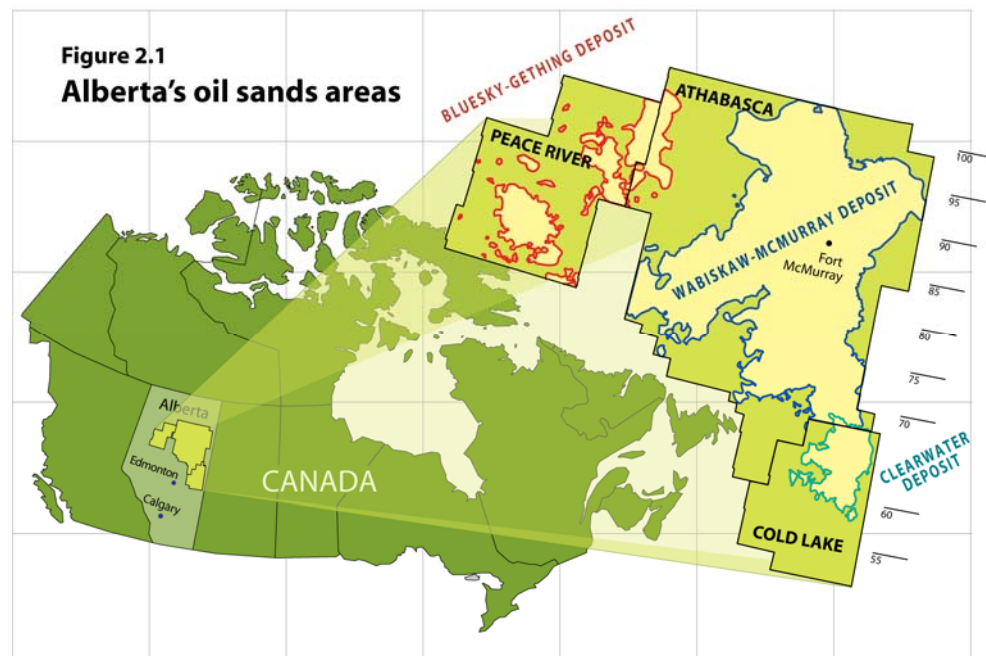 Figure 2.1
Alberta's oil sands areas
BLUESKY-GETHING DEPOSIT
PEACE RIVER
ATHABASCA
WABISKAW-MCMURRAY DEPOSIT
Fort
McMurray
100
95
90
85
80
75
70
60
55
CLEARWATER
DEPOSIT
COLD LAKE
Alberta
Edmonton
Calgary
CANADA